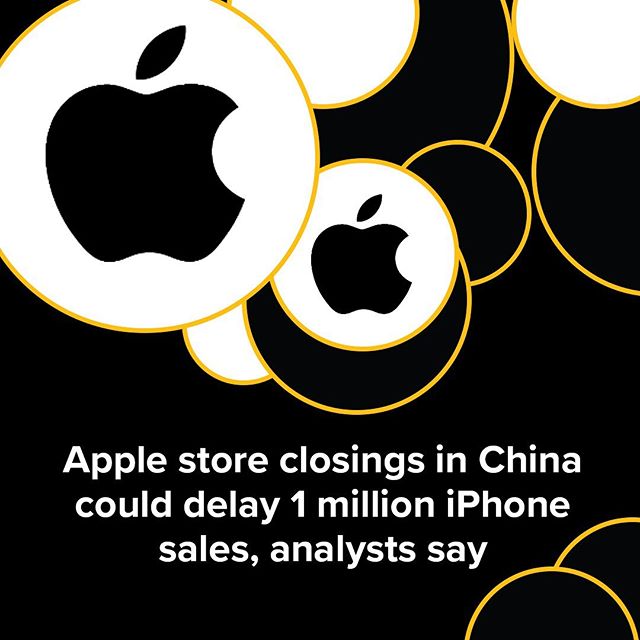 Apple store closings in China
could delay 1 million iPhone
sales, analysts say